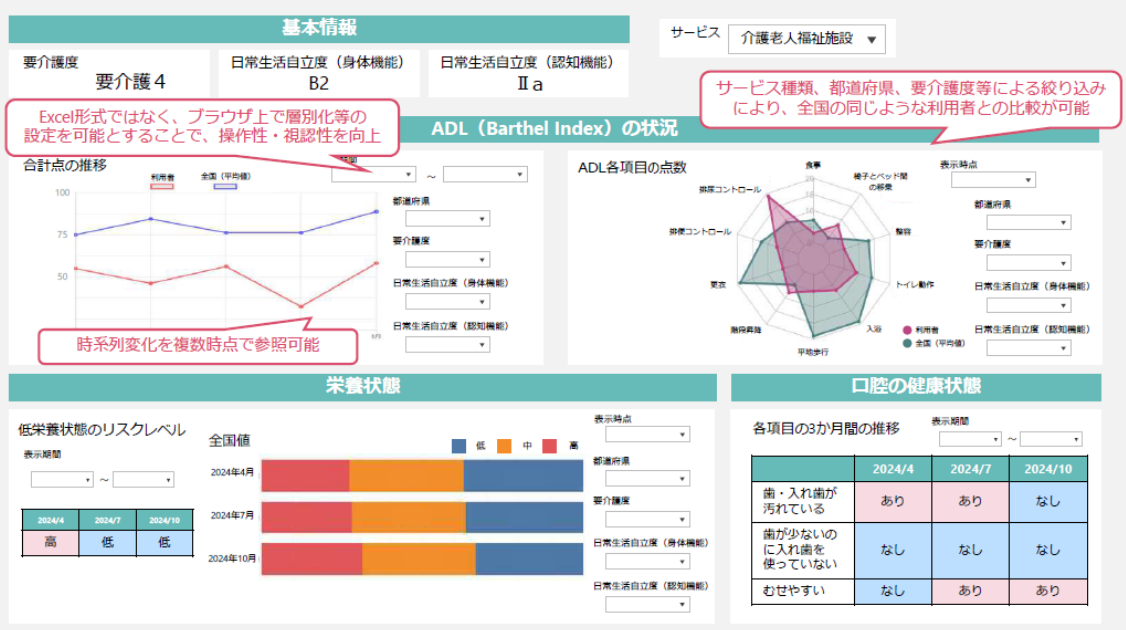 基本情報
サービス
介護老人福祉施設
要介護度
要介護4
日常生活自立度（身体機能）
B2
日常生活自立度（認知機能）
Ⅱa
Excel形式ではなく、ブラウザ上で層別化等の
設定を可能とすることで、操作性・視認性を向上
サービス種類、都道府県、要介護度等による絞り込み
により、全国の同じような利用者との比較が可能
ADL（Barthel Index）の状況
合計点の推移
利用者
全国（平均値）
～
100
75
50
都道府県
要介護度
日常生活自立度（身体機能）
日常生活自立度（認知機能）
時系列変化を複数時点で参照可能
ADL各項目の点数
食事
椅子とベッド間
の移乗
整容
トイレ動作
入浴
平地歩行
階段昇降
更衣
排便コントロール
排尿コントロール
20
15
10
利用者
全国（平均値）
表示時点
都道府県
要介護度
日常生活自立度（身体機能）
日常生活自立度（認知機能）
栄養状態
低栄養状態のリスクレベル
表示期間
～
2024/4 2024/7 2024/10
高 低 低
全国値
低 中 高
2024年4月
2024年7月
2024年10月
表示時点
都道府県
要介護度
日常生活自立度（身体機能）
日常生活自立度（認知機能）
口腔の健康状態
各項目の3か月間の推移
表示期間
～
2024/4 2024/7 2024/10
歯・入れ歯が
汚れている
あり あり なし
歯が少ないの
に入れ歯を
使っていない
なし なし なし
むせやすい
なし あり あり